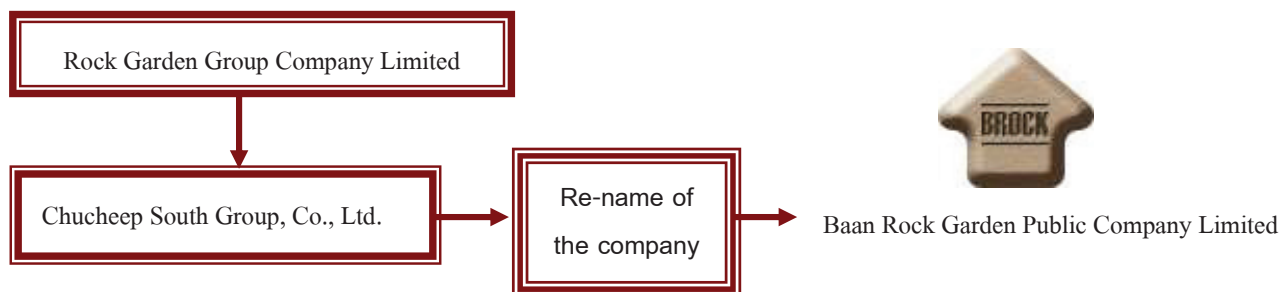 Rock Garden Group Company Limited
BROCK
Chucheep South Group, Co., Ltd.
Re-name of
the company
Baan Rock Garden Public Company Limited